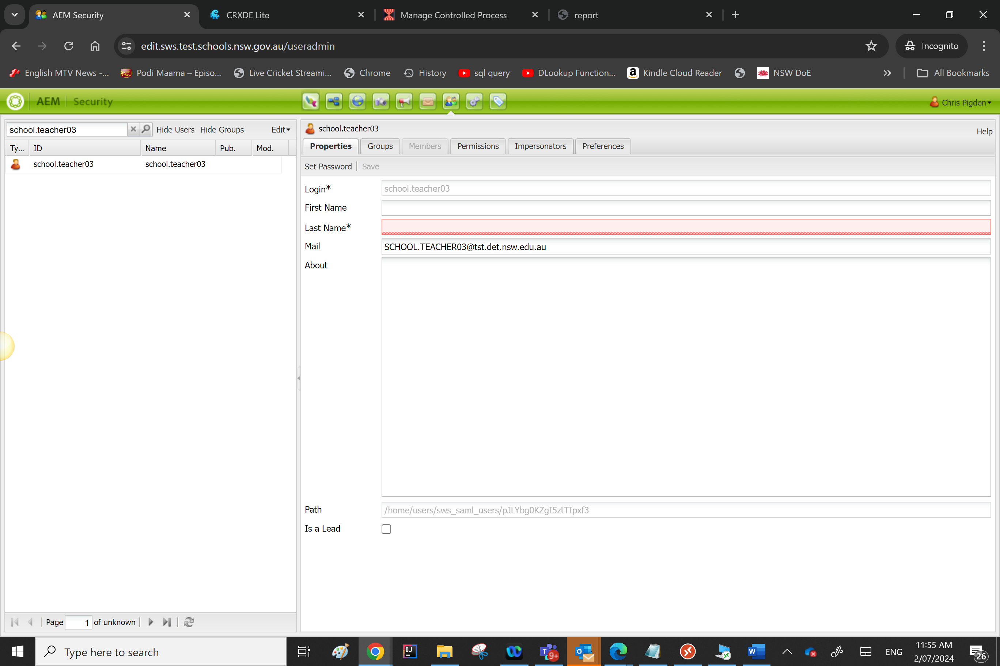 AEM Security
CRXDE Lite
Manage Controlled Process
report
edit.sws.test.schools.nsw.gov.au/useradmin
Incognito
English MTV News -...
Podi Maama – Episo...
Live Cricket Streami...
Chrome
History
sql query
DLookup Function...
Kindle Cloud Reader
NSW DoE
All Bookmarks
AEM Security
Chris Pigden
school.teacher03 Hide Users Hide Groups Edit
Ty... ID Name Pub. Mod.
school.teacher03 school.teacher03
school.teacher03
Help
Properties Groups Members Permissions Impersonators Preferences
Set Password Save
Login* school.teacher03
First Name
Last Name*
Mail SCHOOL.TEACHER03@tst.det.nsw.edu.au
About
Path /home/users/sws_saml_users/pJLYbg0KZgI5ztTIpxf3
Is a Lead
Page 1 of unknown
Type here to search
9+
ENG
11:55 AM
2/07/2024
26